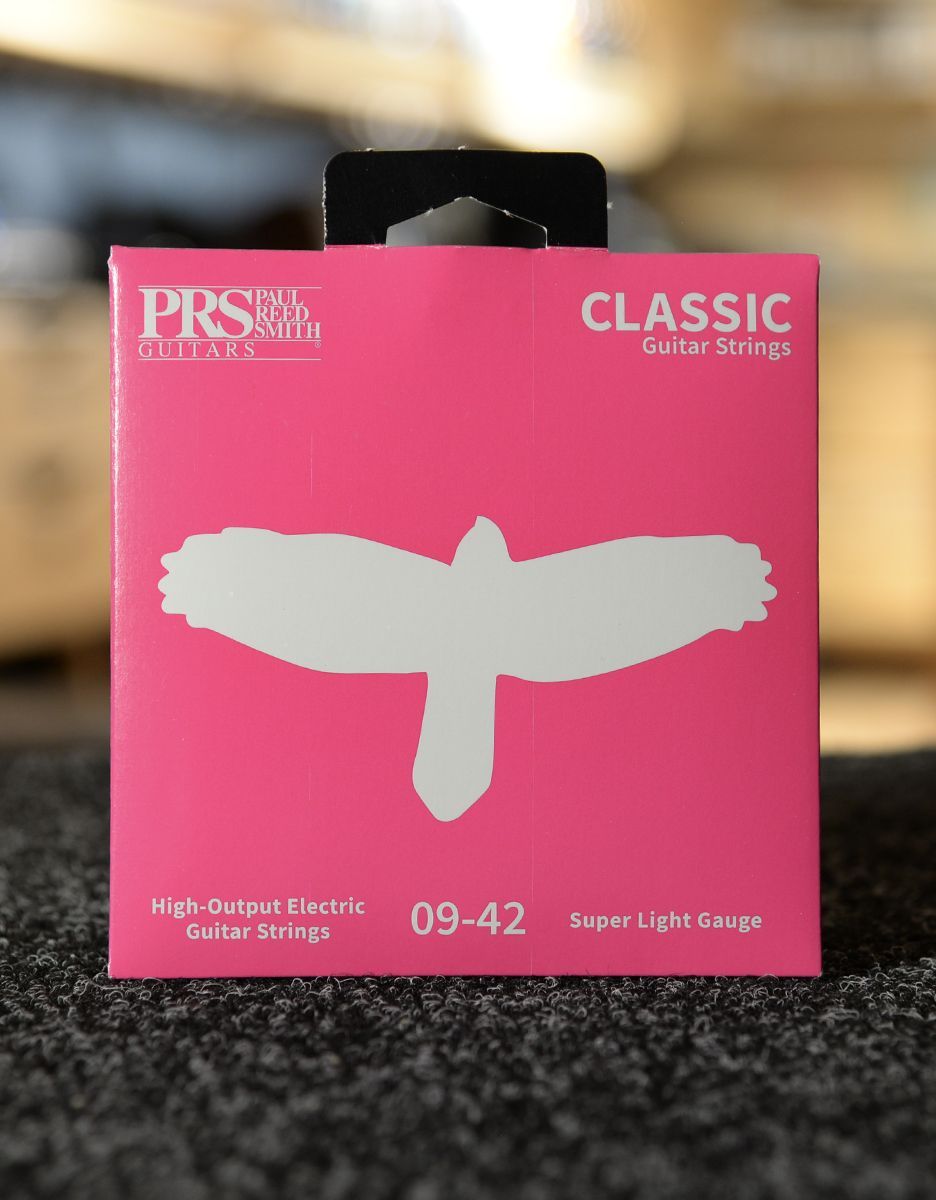 PRS PAUL
REED
SMITH®
GUITARS
CLASSIC
Guitar Strings
High-Output Electric
Guitar Strings
09-42
Super Light Gauge